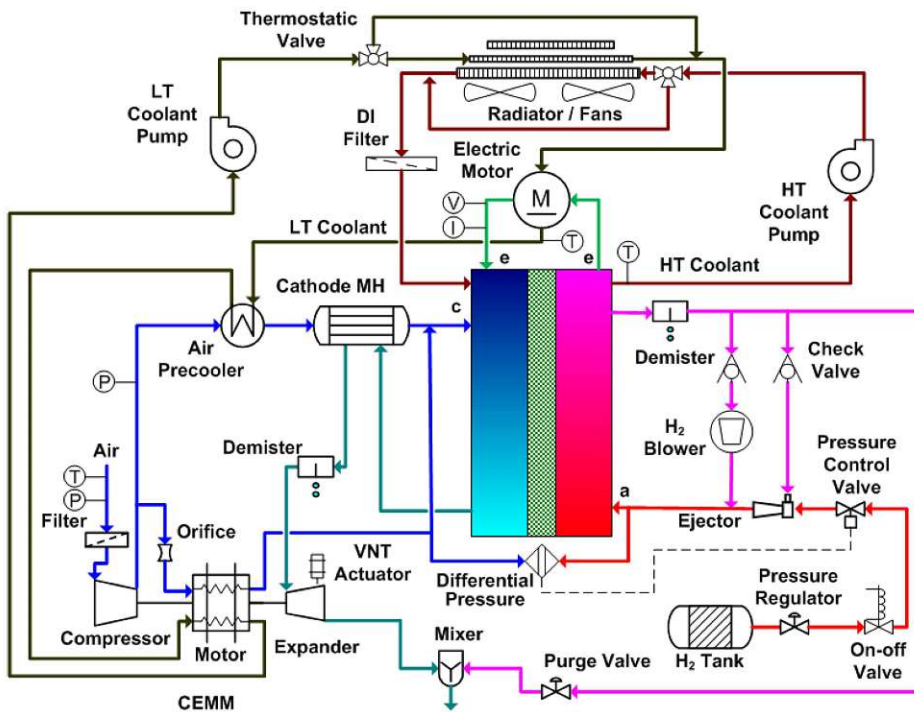 Thermostatic
Valve
LT
Coolant
Pump
DI
Filter
Radiator / Fans
Electric
Motor
M
HT
Coolant
Pump
V
I
LT Coolant
T
T
e
e
HT Coolant
Cathode MH
c
Air
Precooler
Demister
Check
Valve
P
H2
Blower
Pressure
Control
Valve
Air
T
P
Filter
Demister
a
Ejector
Orifice
VNT
Actuator
Differential
Pressure
Pressure
Regulator
Compressor
Motor
Expander
Mixer
H2 Tank
On-off
Valve
Purge Valve
CEMM